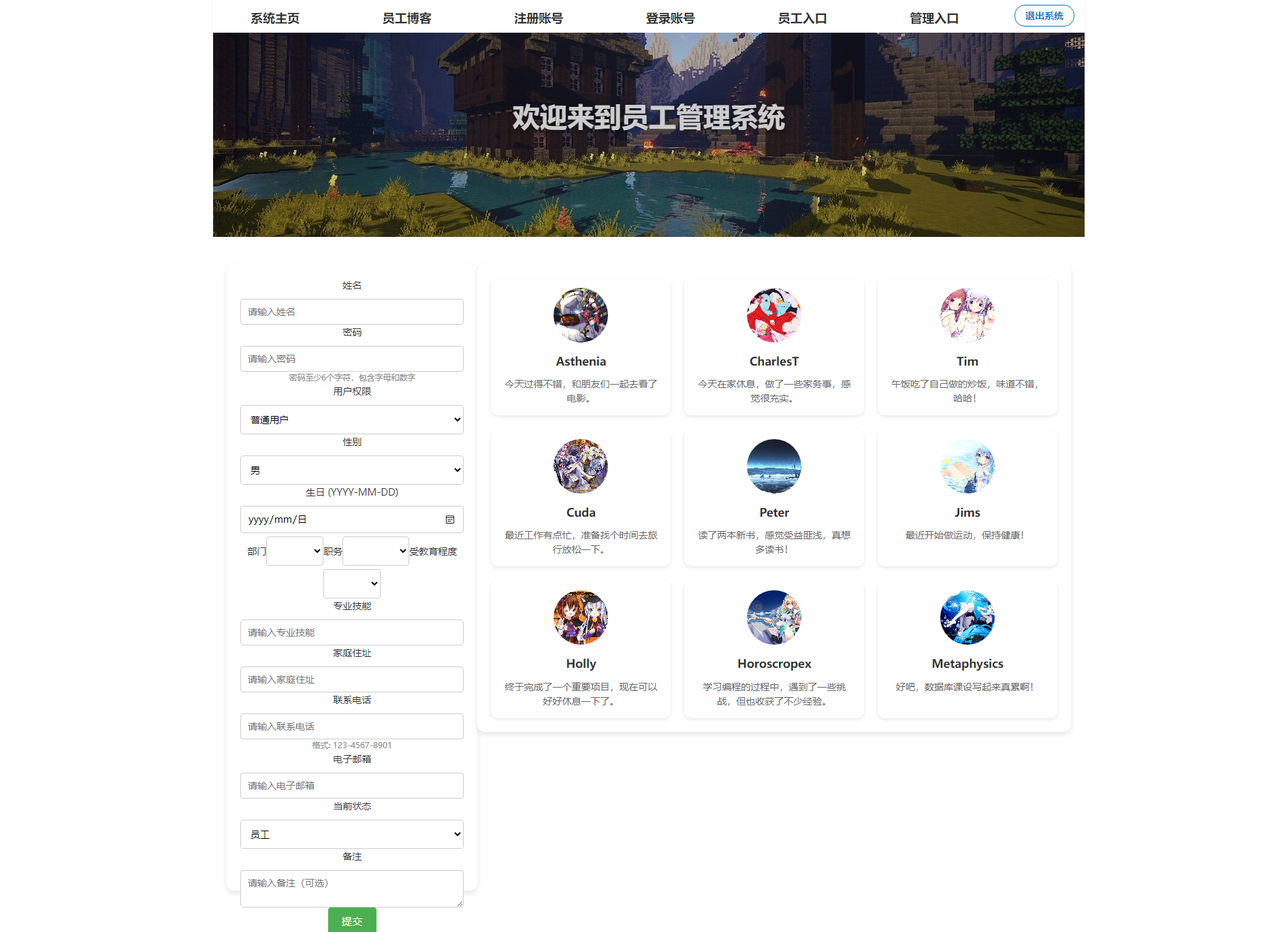 系统主页 员工博客 注册账号 登录账号 员工入口 管理入口 退出系统
欢迎来到员工管理系统
姓名
请输入姓名
密码
请输入密码
密码至少6个字符，包含字母和数字
用户权限
普通用户
性别
男
生日 (YYYY-MM-DD)
yyyy/mm/日
部门 职务 受教育程度
专业技能
请输入专业技能
家庭住址
请输入家庭住址
联系电话
请输入联系电话
格式: 123-4567-8901
电子邮箱
请输入电子邮箱
当前状态
员工
备注
请输入备注（可选）
提交
Asthenia
今天过得不错，和朋友们一起去看了
电影。
CharlesT
今天在家休息，做了一些家务事，感
觉很充实。
Tim
午饭吃了自己做的炒饭，味道不错，
哈哈！
Cuda
最近工作有点忙，准备找个时间去旅
行放松一下。
Peter
读了两本新书，感觉受益匪浅，真想
多读书！
Jims
最近开始做运动，保持健康！
Holly
终于完成了一个重要项目，现在可以
好好休息一下了。
Horoscropex
学习编程的过程中，遇到了一些挑
战，但也收获了不少经验。
Metaphysics
好吧，数据库课设写起来真累啊！